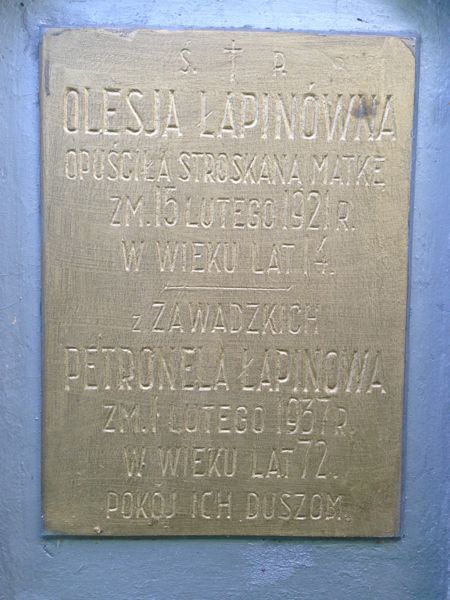 Ś. † P.
OLESJA ŁAPINÓWNA
OPUŚCIŁA STROSKANA MATKĘ
ZM. 15 LUTEGO 1921 R.
W WIEKU LAT 14.
z ZAWADZKICH
PETRONELA ŁAPINOWA
ZM. 1 LUTEGO 1937 R.
W WIEKU LAT 72.
POKÓJ ICH DUSZOM.